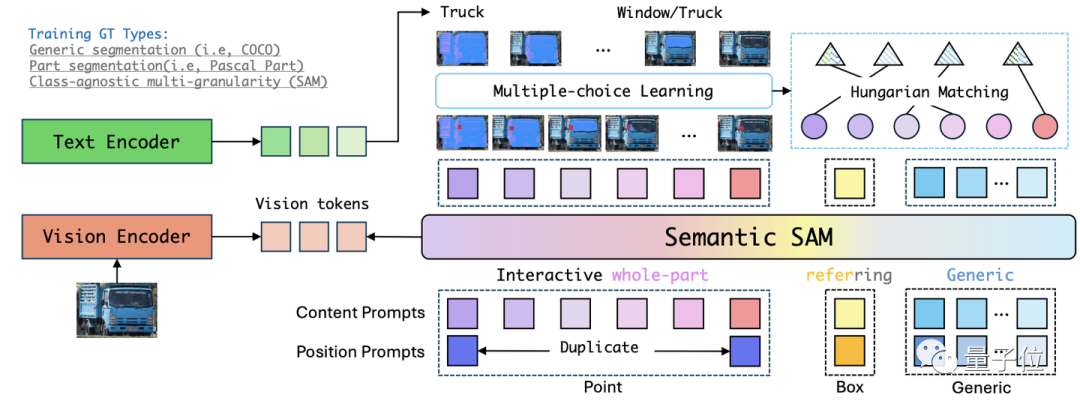 Training GT Types:
Generic segmentation (i.e, COCO)
Part segmentation(i.e, Pascal Part)
Class-agnostic multi-granularity (SAM)
Truck
Window/Truck
...
Multiple-choice Learning
Hungarian Matching
Text Encoder
...
Vision Encoder
Vision tokens
...
Semantic SAM
Interactive whole-part
referring
Generic
Content Prompts
...
Position Prompts
Duplicate
Point
Box
Generic
量子位